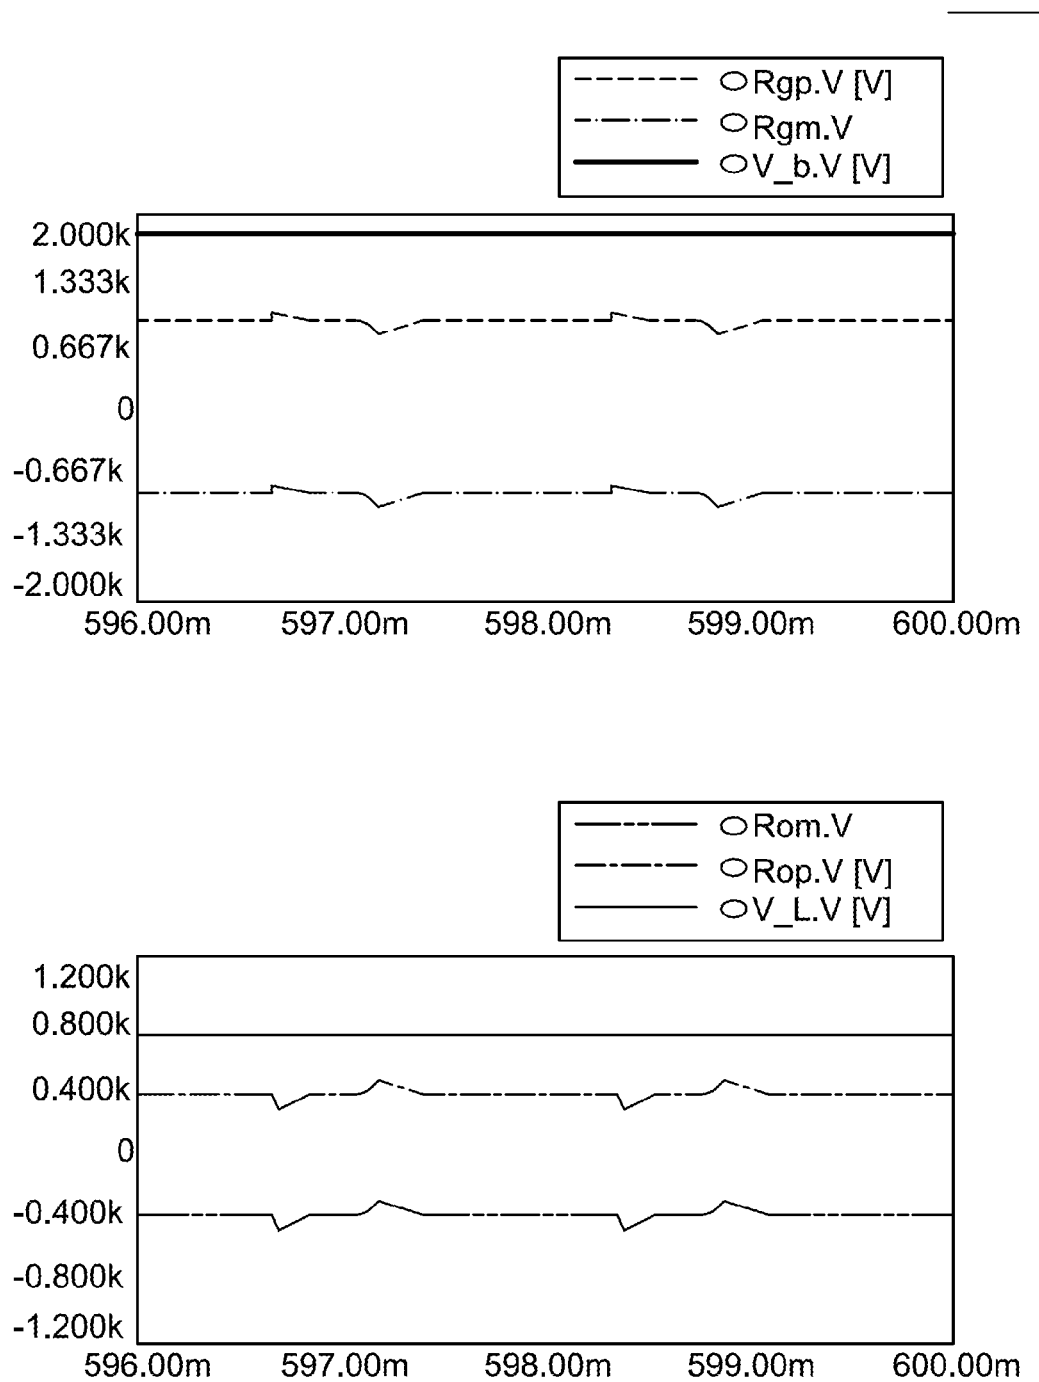 Rgp.V [V]
Rgm.V
V_b.V [V]
2.000k
1.333k
0.667k
0
-0.667k
-1.333k
-2.000k
596.00m 597.00m 598.00m 599.00m 600.00m
Rom.V
Rop.V [V]
V_L.V [V]
1.200k
0.800k
0.400k
0
-0.400k
-0.800k
-1.200k
596.00m 597.00m 598.00m 599.00m 600.00m